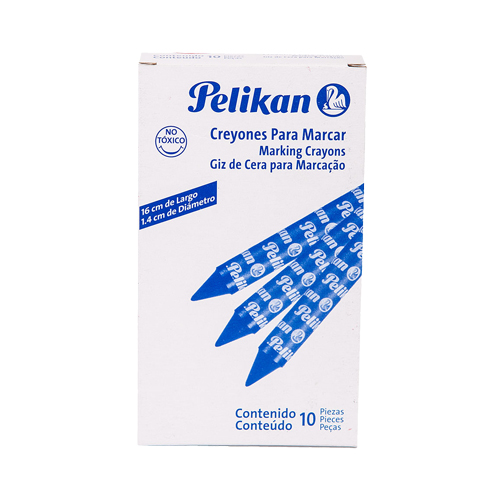 Pelikan
Creyones Para Marcar
Marking Crayons
Giz de Cera para Marcação
NO
TÓXICO
16 cm de Largo
1.4 cm de Diámetro
Pelikan
Pelikan
Pelikan
Contenido 10 Piezas
Pieces
Conteúdo Peças